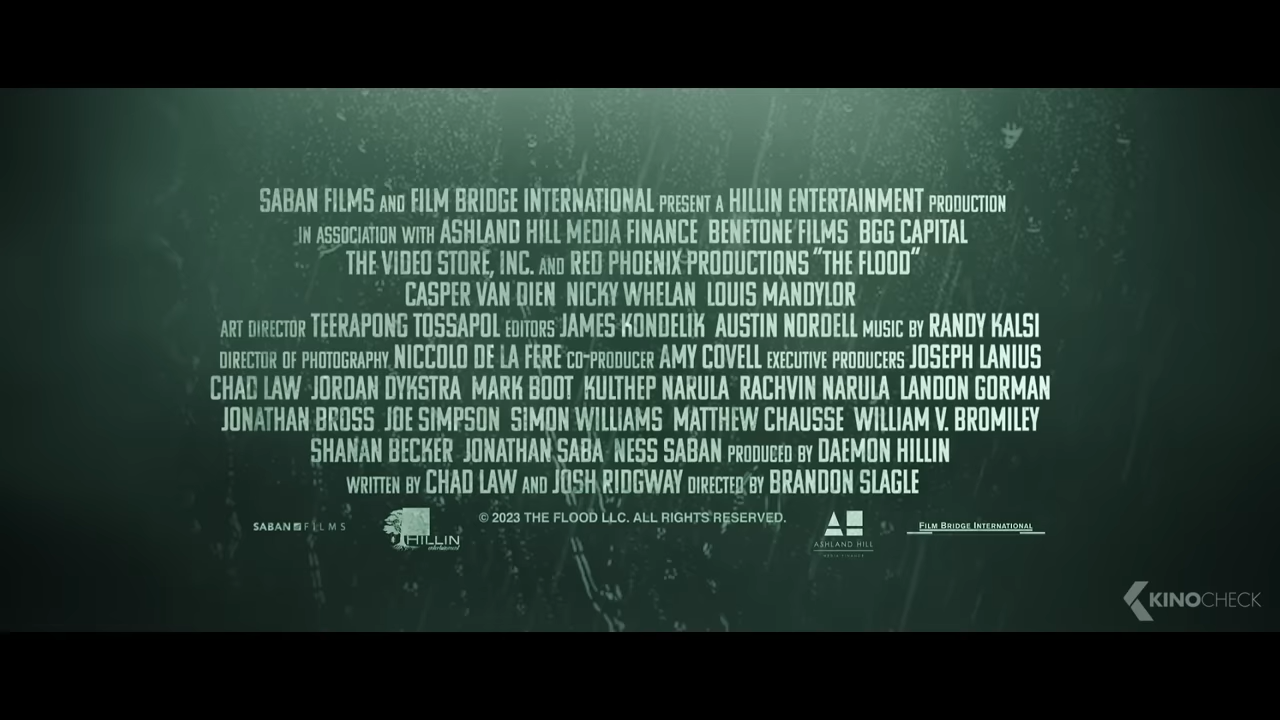 SABAN FILMS AND FILM BRIDGE INTERNATIONAL PRESENT A HILLIN ENTERTAINMENT PRODUCTION
IN ASSOCIATION WITH ASHLAND HILL MEDIA FINANCE BENETONE FILMS BGG CAPITAL
THE VIDEO STORE, INC. AND RED PHOENIX PRODUCTIONS "THE FLOOD"
CASPER VAN DIEN NICKY WHELAN LOUIS MANDYLOR
ART DIRECTOR TEERAPONG TOSSAPOL EDITORS JAMES KONDELIK AUSTIN NORDELL MUSIC BY RANDY KALSI
DIRECTOR OF PHOTOGRAPHY NICCOLO DE LA FERE CO-PRODUCER AMY COVELL EXECUTIVE PRODUCERS JOSEPH LANIUS
CHAD LAW JORDAN DYKSTRA MARK BOOT KULTHEP NARULA RACHVIN NARULA LANDON GORMAN
JONATHAN BROSS JOE SIMPSON SIMON WILLIAMS MATTHEW CHAUSSE WILLIAM V. BROMILEY
SHANAN BECKER JONATHAN SABA NESS SABAN PRODUCED BY DAEMON HILLIN
WRITTEN BY CHAD LAW AND JOSH RIDGWAY DIRECTED BY BRANDON SLAGLE
© 2023 THE FLOOD LLC. ALL RIGHTS RESERVED.
SABAN FILMS
HILLIN
entertainment
ASHLAND HILL
MEDIA FINANCE
FILM BRIDGE INTERNATIONAL
KINOCHECK